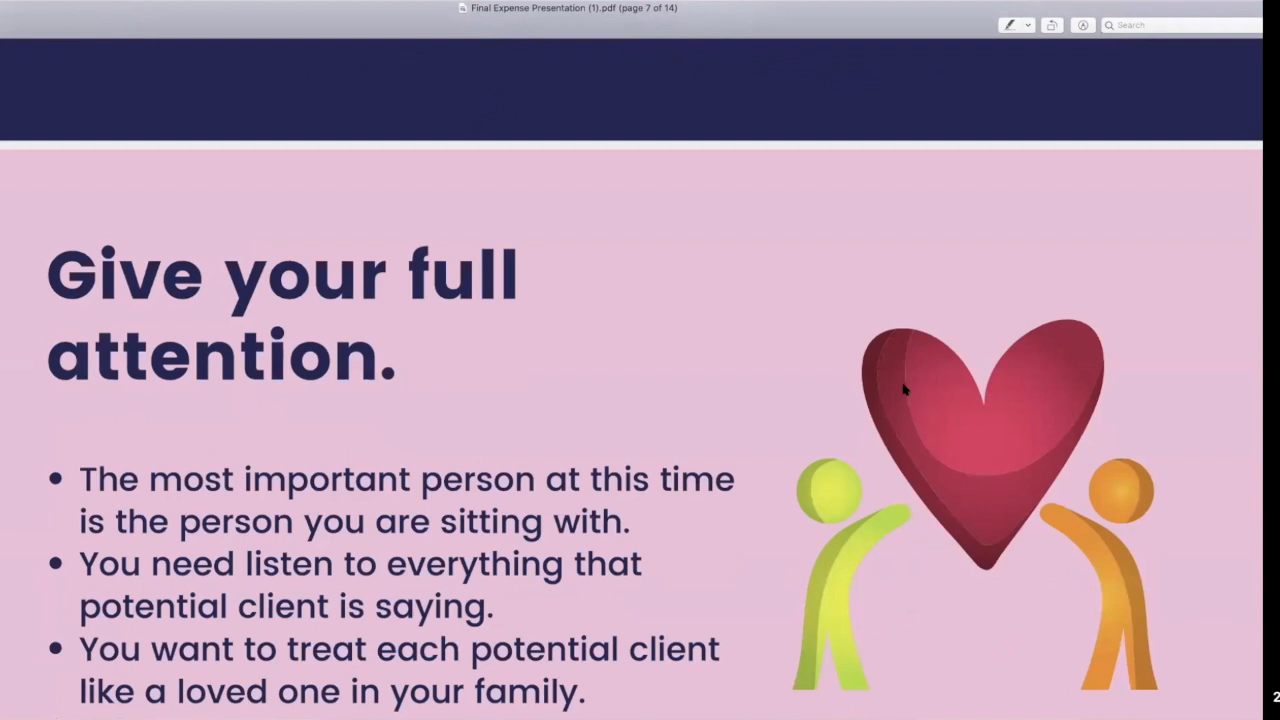 Final Expense Presentation (1).pdf (page 7 of 14)
Search
Give your full
attention.
• The most important person at this time
is the person you are sitting with.
• You need listen to everything that
potential client is saying.
• You want to treat each potential client
like a loved one in your family.
2